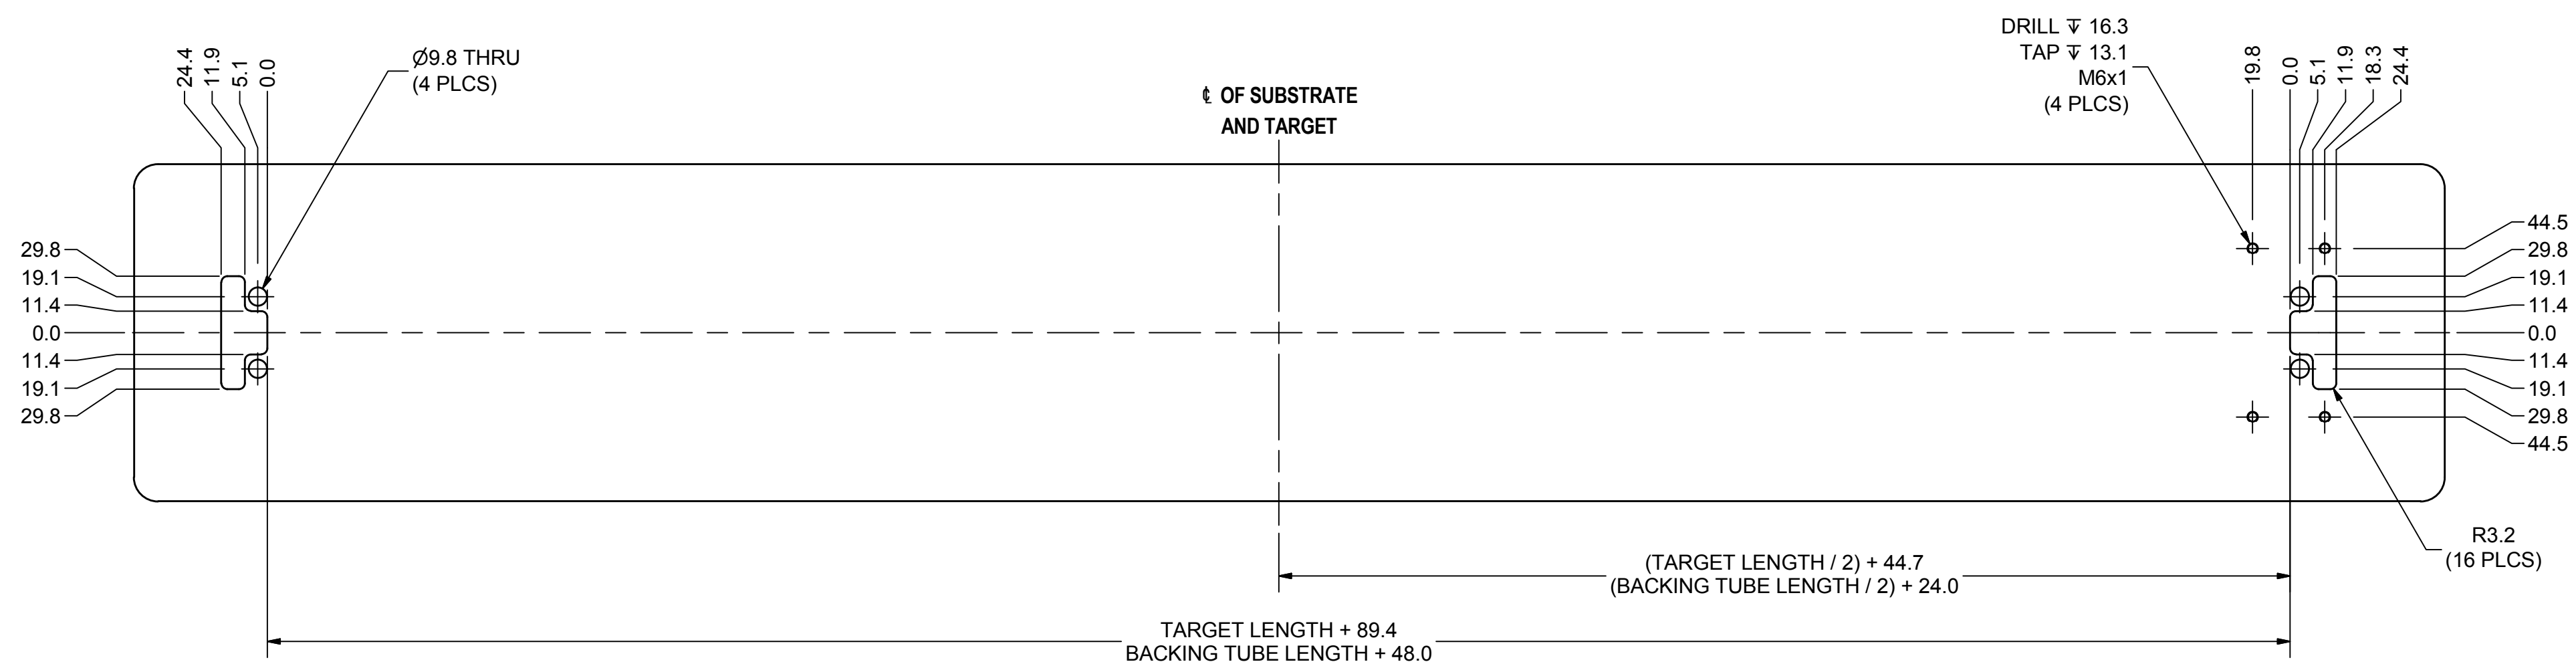 24.4
11.9
5.1
0.0
Ø9.8 THRU
(4 PLCS)
℄ OF SUBSTRATE
AND TARGET
DRILL ↧ 16.3
TAP ↧ 13.1
M6x1
(4 PLCS)
19.8
0.0
5.1
11.9
18.3
24.4
29.8
19.1
11.4
0.0
11.4
19.1
29.8
44.5
29.8
19.1
11.4
0.0
11.4
19.1
29.8
44.5
R3.2
(16 PLCS)
(TARGET LENGTH / 2) + 44.7
(BACKING TUBE LENGTH / 2) + 24.0
TARGET LENGTH + 89.4
BACKING TUBE LENGTH + 48.0